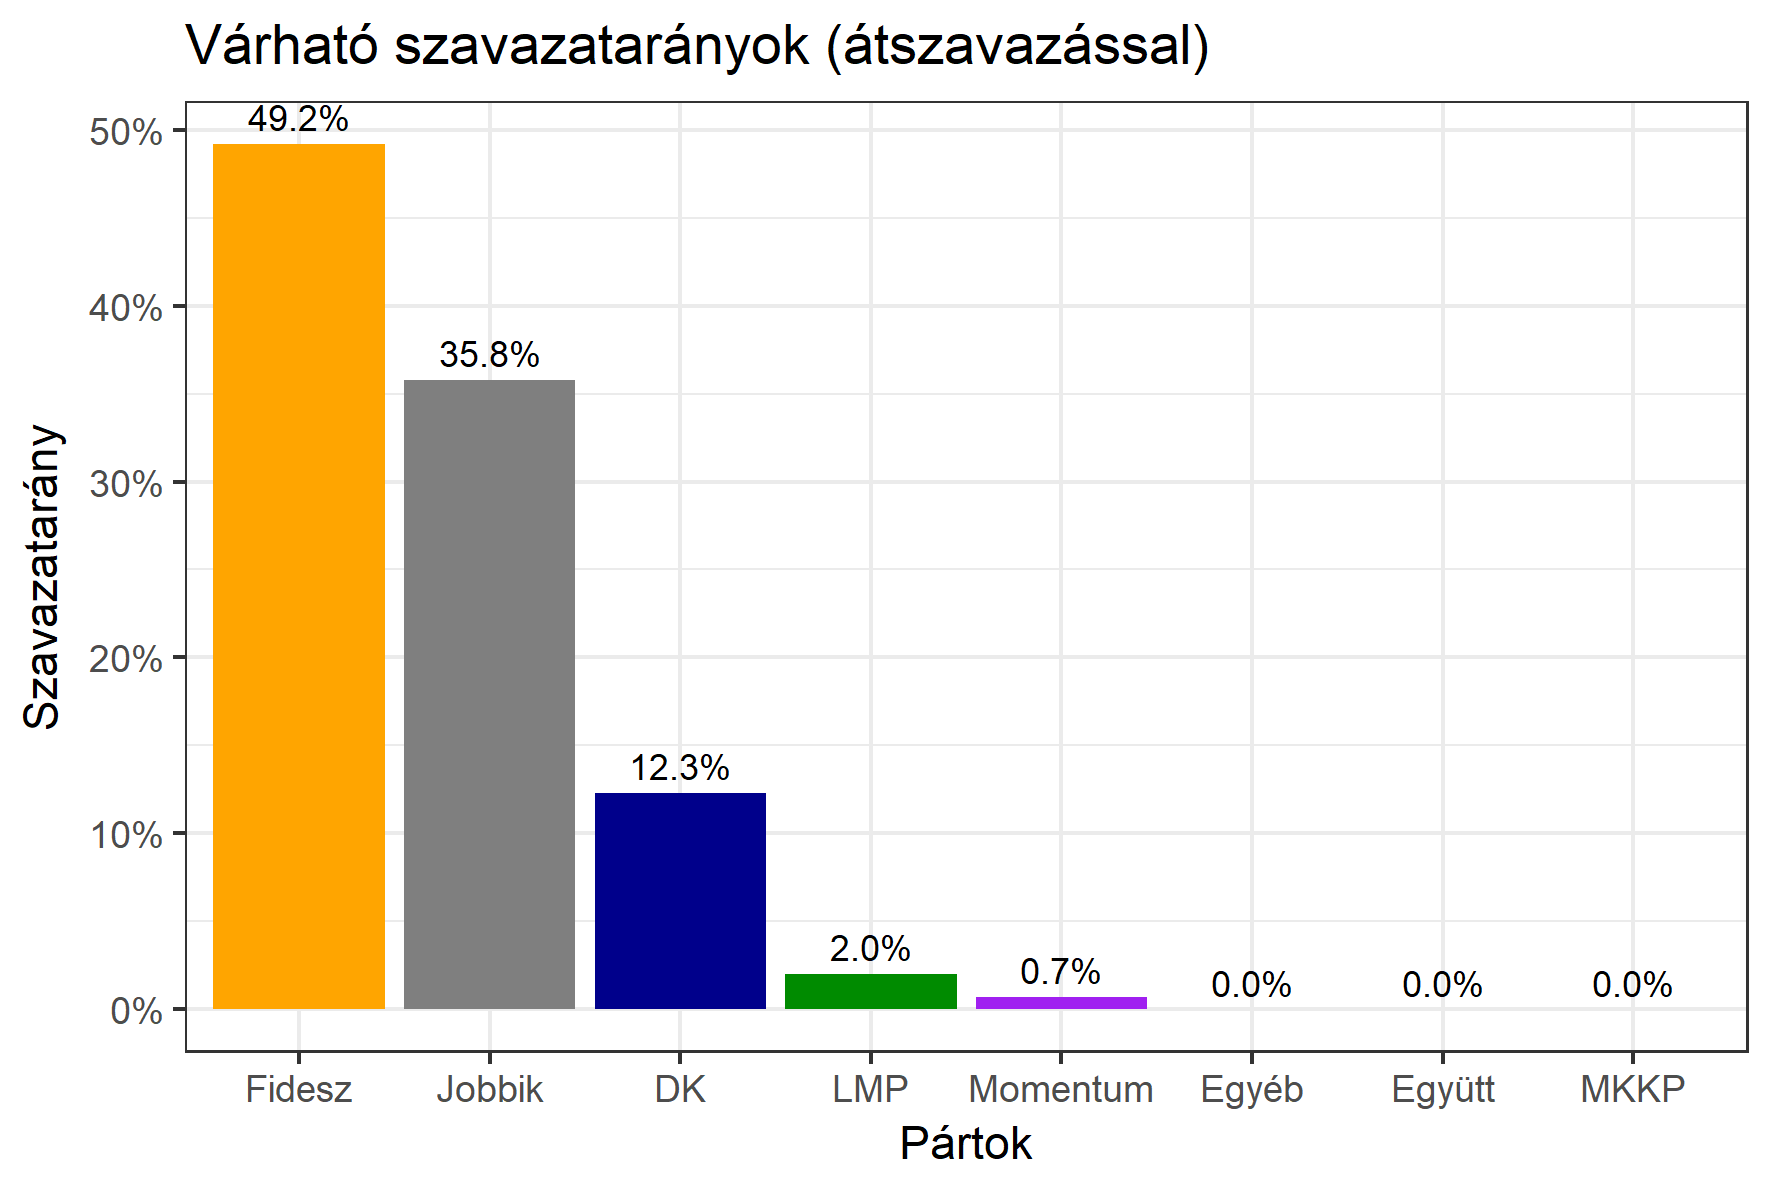 Várható szavazatarányok (átszavazással)
49.2%
35.8%
12.3%
2.0%
0.7%
0.0%
0.0%
0.0%
50%
40%
30%
20%
10%
0%
Szavazatarány
Fidesz
Jobbik
DK
LMP
Momentum
Egyéb
Együtt
MKKP
Pártok